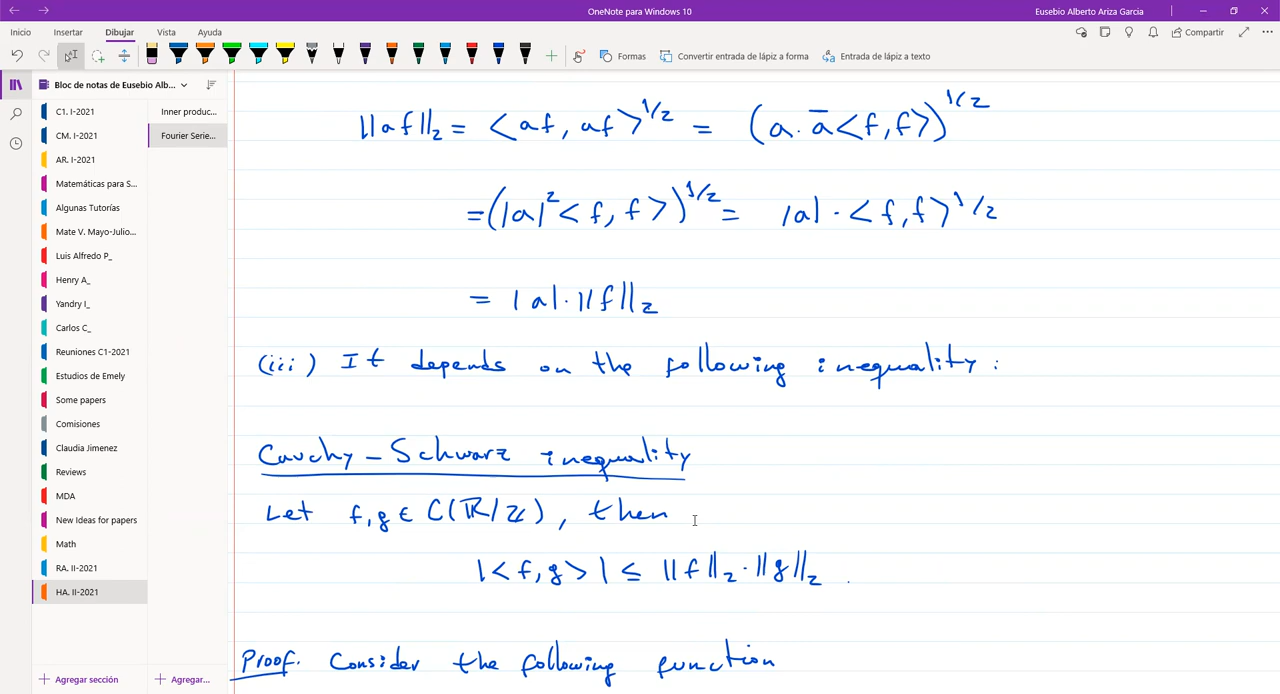 OneNote para Windows 10
Eusebio Alberto Ariza Garcia
Inicio Insertar Dibujar Vista Ayuda
Compartir
Formas Convertir entrada de lápiz a forma Entrada de lápiz a texto
Bloc de notas de Eusebio Alb...
C1. I-2021
CM. I-2021
AR. I-2021
Matemáticas para S...
Algunas Tutorías
Mate V. Mayo-Julio...
Luis Alfredo P_
Henry A_
Yandry I_
Carlos C_
Reuniones C1-2021
Estudios de Emely
Some papers
Comisiones
Claudia Jimenez
Reviews
MDA
New Ideas for papers
Math
RA. II-2021
HA. II-2021
Agregar sección
Inner produc...
Fourier Serie...
Agregar...
||af||₂ = <af, af>^1/2 = (a·ā<f,f>)^1/2
=(|a|²<f,f>)^1/2 = |a|·<f,f>^1/2
= |a|·||f||₂
(iii) It depends on the following inequality:
Cauchy-Schwarz inequality
Let f,g∈C(ℝ/ℤ), then
|<f,g>| ≤ ||f||₂·||g||₂.
Proof. Consider the following function